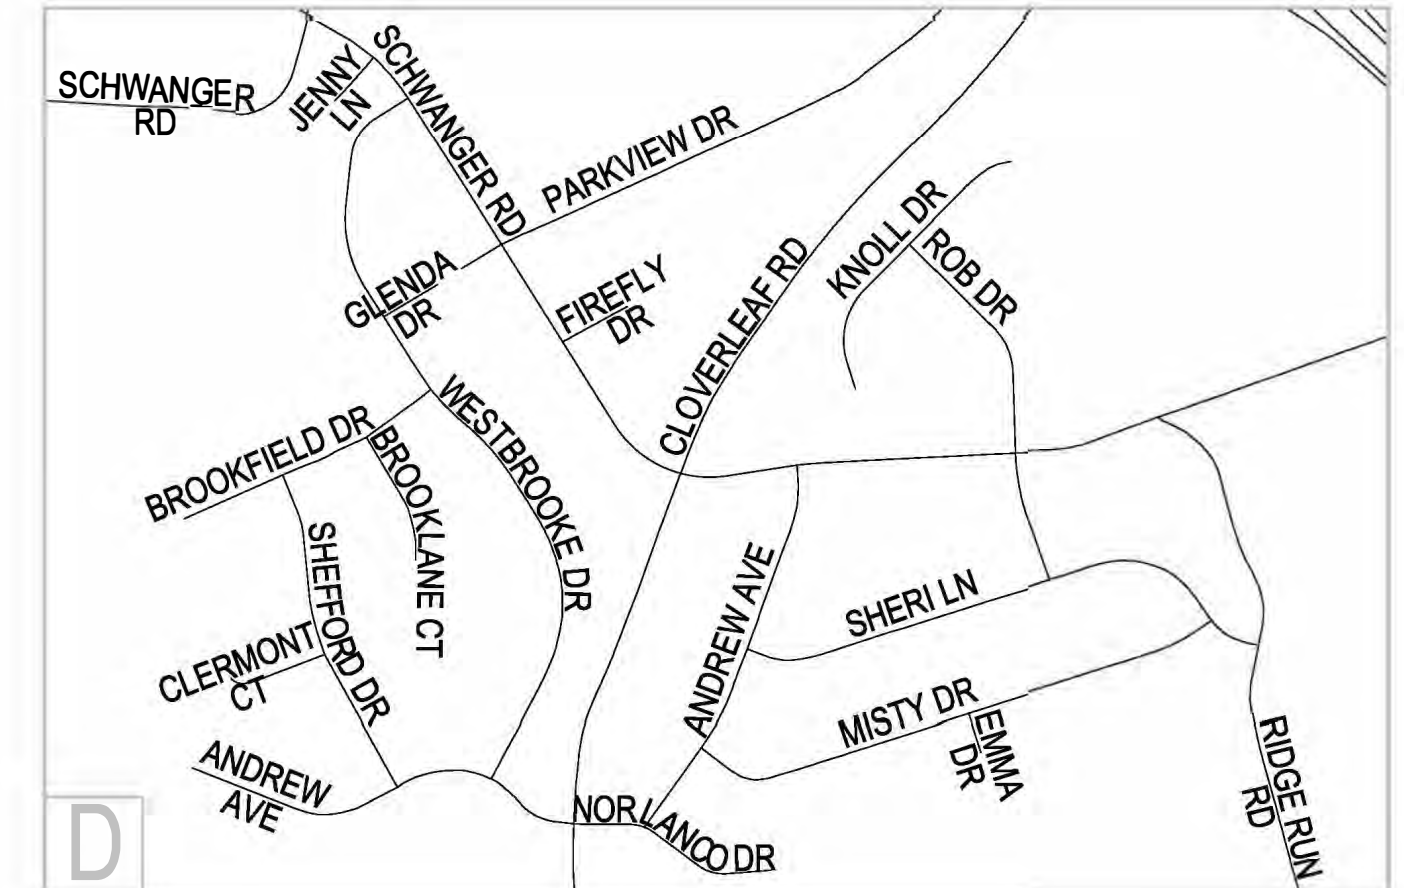 SCHWANGER
RD
JENNY
LN
SCHWANGER RD
PARKVIEW DR
KNOLL DR
ROB DR
GLENDA
DR
FIREFLY
DR
CLOVERLEAF RD
BROOKFIELD DR
WESTBROOKE DR
BROOKLANE CT
SHEFFORD DR
CLERMONT
CT
ANDREW AVE
SHERI LN
MISTY DR
EMMA
DR
RIDGE RUN
RD
ANDREW
AVE
NORLANCO DR
D